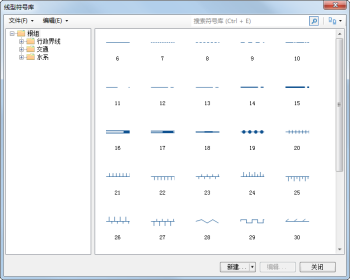 线型符号库
文件(F) 编辑(E) 搜索符号库 (Ctrl + E)
根组
行政界线
交通
水系
6 7 8 9 10
11 12 13 14 15
16 17 18 19 20
21 22 23 24 25
26 27 28 29 30
新建... 编辑... 关闭